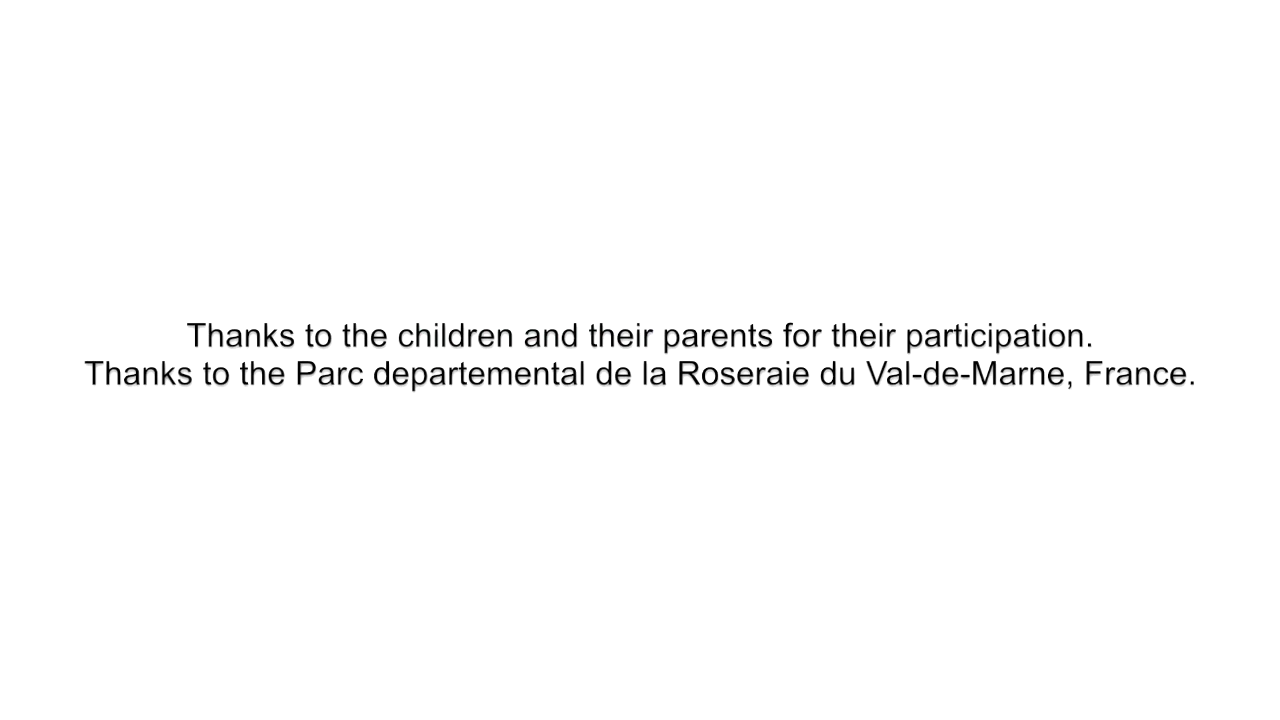 Thanks to the children and their parents for their participation.
Thanks to the Parc departemental de la Roseraie du Val-de-Marne, France.